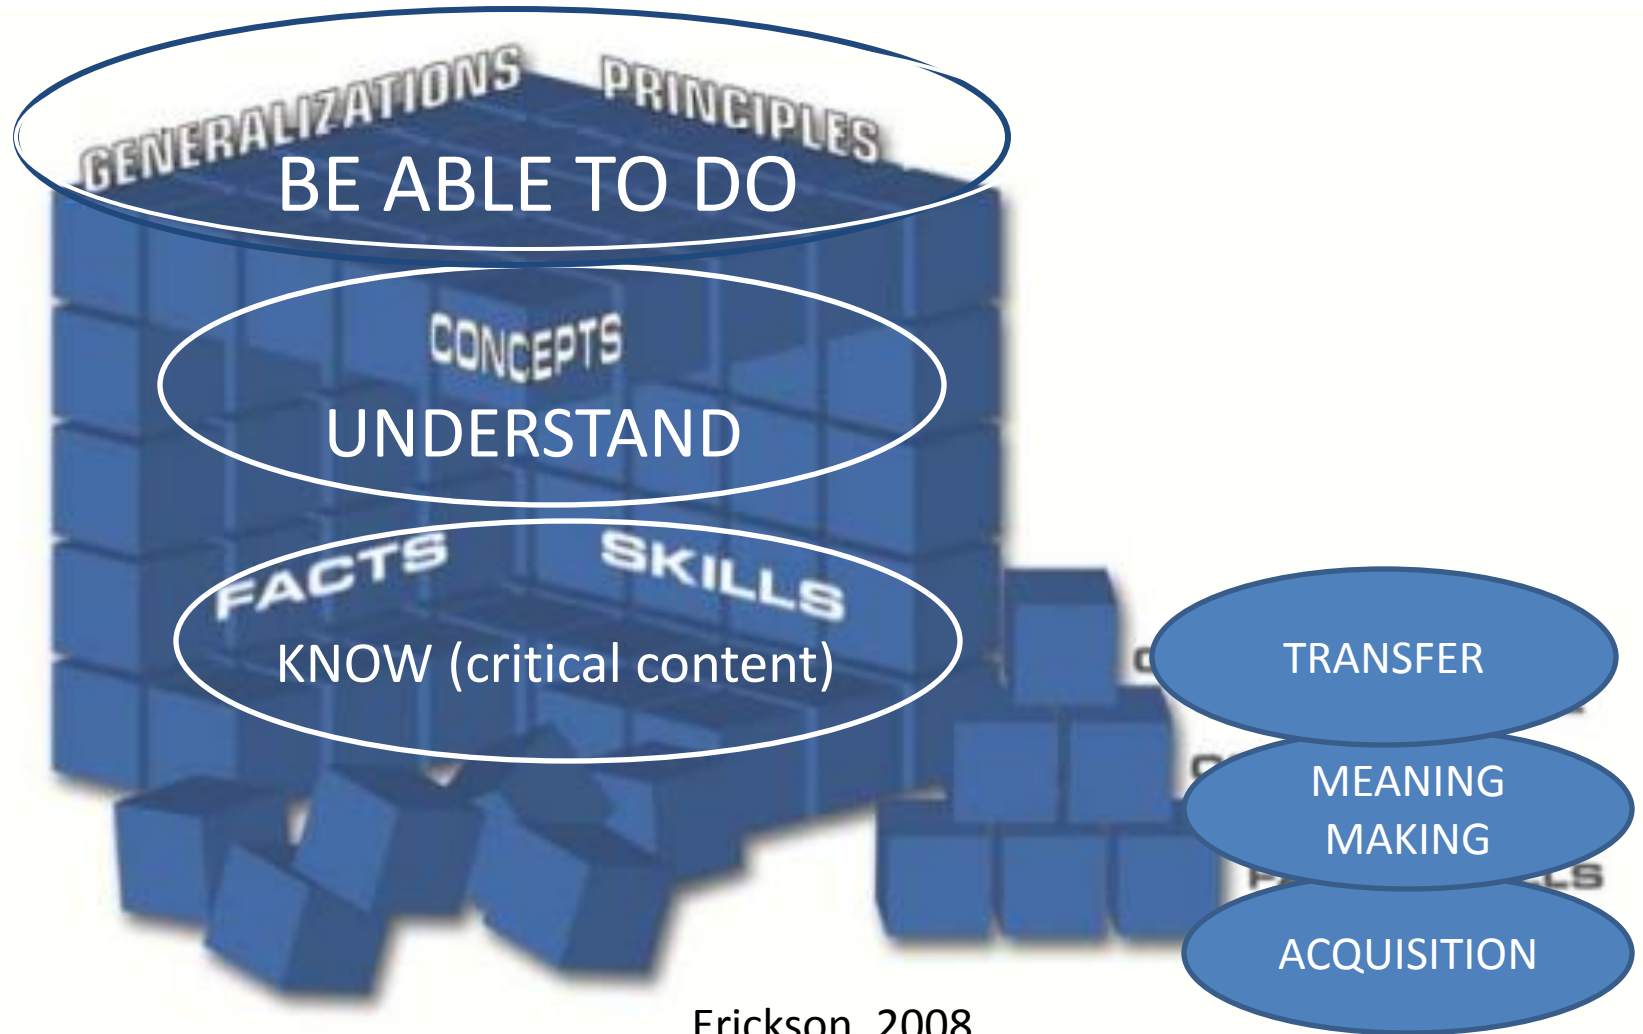 GENERALIZATIONS
PRINCIPLES
BE ABLE TO DO
CONCEPTS
UNDERSTAND
FACTS
SKILLS
KNOW (critical content)
TRANSFER
MEANING
MAKING
ACQUISITION
Erickson, 2008